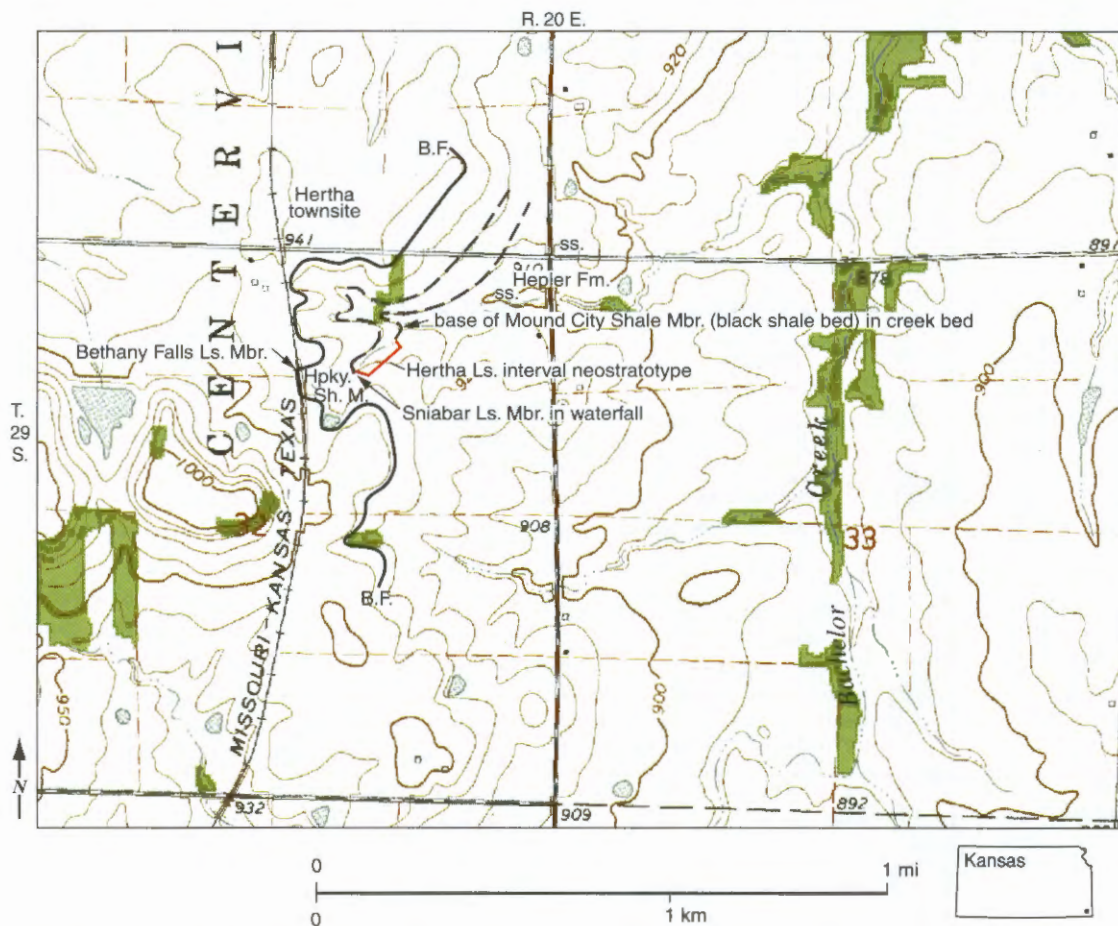 R. 20 E.
CENTERVI
920
B.F.
Hertha
townsite
941
ss.
891
Hepler Fm.
878
ss.
base of Mound City Shale Mbr. (black shale bed) in creek bed
Bethany Falls Ls. Mbr.
Hertha Ls. interval neostratotype
Hpky.
Sh. M.
900
Sniabar Ls. Mbr. in waterfall
T.
29
S.
1000
MISSOURI-KANSAS-TEXAS
Bachelor Creek
32
908
33
B.F.
950
900
N
932
909
892
0
1 mi
0
1 km
Kansas